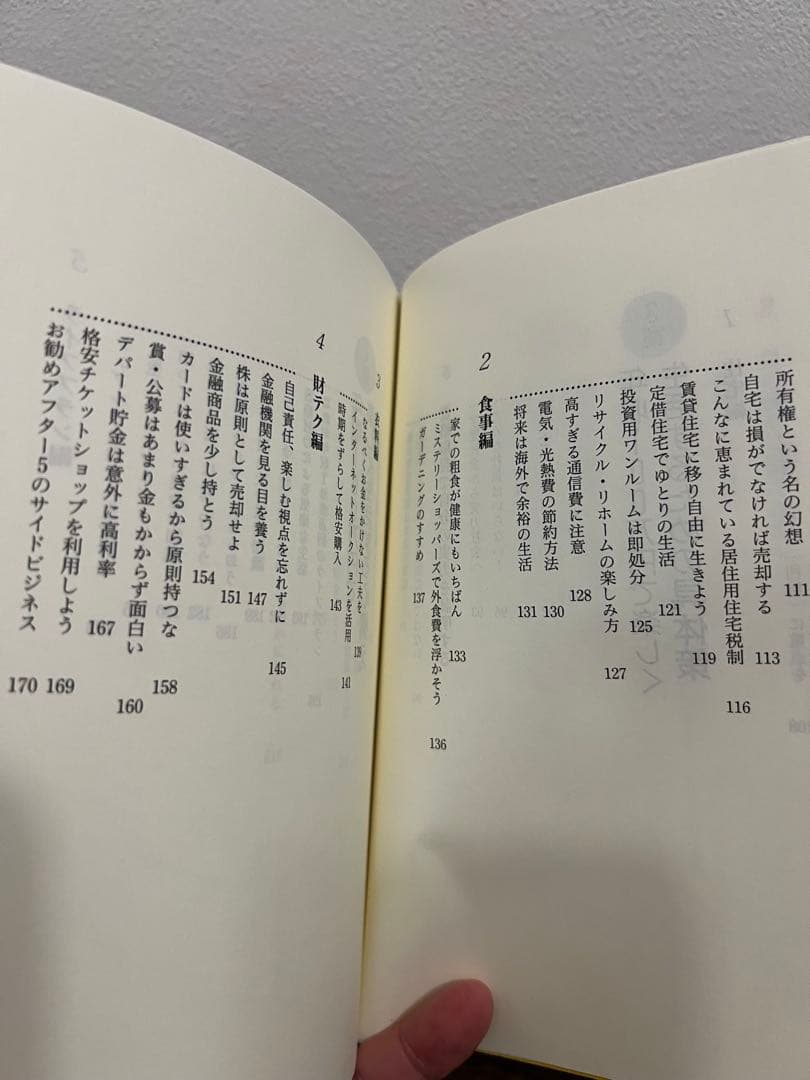 所有権という名の幻想 111
自宅は損がでなければ売却する 113
こんなに恵まれている居住用住宅税制 116
賃貸住宅に移り自由に生きよう 119
定借住宅でゆとりの生活 121
投資用ワンルームは即処分 125
リサイクル・リホームの楽しみ方 127
高すぎる通信費に注意 128
電気・光熱費の節約方法 130
将来は海外で余裕の生活 131
2 食事編
家での粗食が健康にもいちばん 133
ミステリーショッパーズで外食費を浮かそう 136
ガーデニングのすすめ 137
3
なるべくお金をかけない工夫を 139
インターネットオークションを活用 141
時期をずらして格安購入 143
4 財テク編
自己責任、楽しむ視点を忘れずに 145
金融機関を見る目を養う 147
株は原則として売却せよ 151
金融商品を少し持とう 154
カードは使いすぎるから原則持つな 158
賞・公募はあまり金もかからず面白い 160
デパート貯金は意外に高利率 167
格安チケットショップを利用しよう 169
お勧めアフター5のサイドビジネス 170